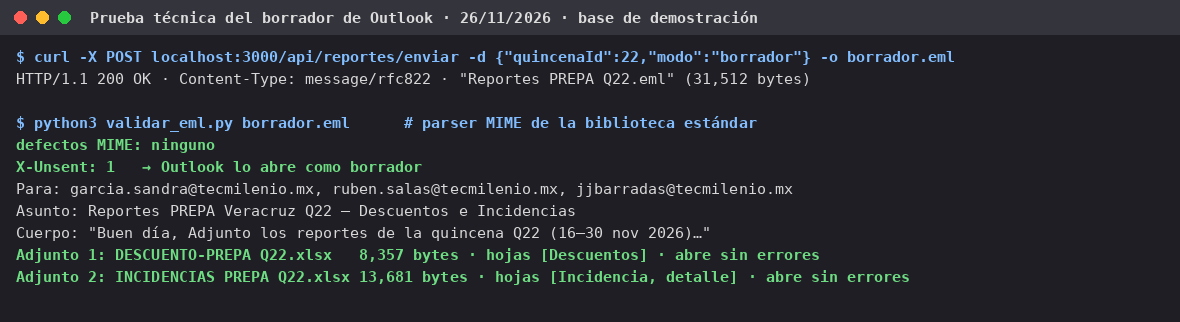 Prueba técnica del borrador de Outlook · 26/11/2026 · base de demostración
$ curl -X POST localhost:3000/api/reportes/enviar -d {"quincenaId":22,"modo":"borrador"} -o borrador.eml
HTTP/1.1 200 OK · Content-Type: message/rfc822 · "Reportes PREPA Q22.eml" (31,512 bytes)
$ python3 validar_eml.py borrador.eml      # parser MIME de la biblioteca estándar
defectos MIME: ninguno
X-Unsent: 1   → Outlook lo abre como borrador
Para: garcia.sandra@tecmilenio.mx, ruben.salas@tecmilenio.mx, jjbarradas@tecmilenio.mx
Asunto: Reportes PREPA Veracruz Q22 — Descuentos e Incidencias
Cuerpo: "Buen día, Adjunto los reportes de la quincena Q22 (16–30 nov 2026)…"
Adjunto 1: DESCUENTO-PREPA Q22.xlsx   8,357 bytes · hojas [Descuentos] · abre sin errores
Adjunto 2: INCIDENCIAS PREPA Q22.xlsx 13,681 bytes · hojas [Incidencia, detalle] · abre sin errores